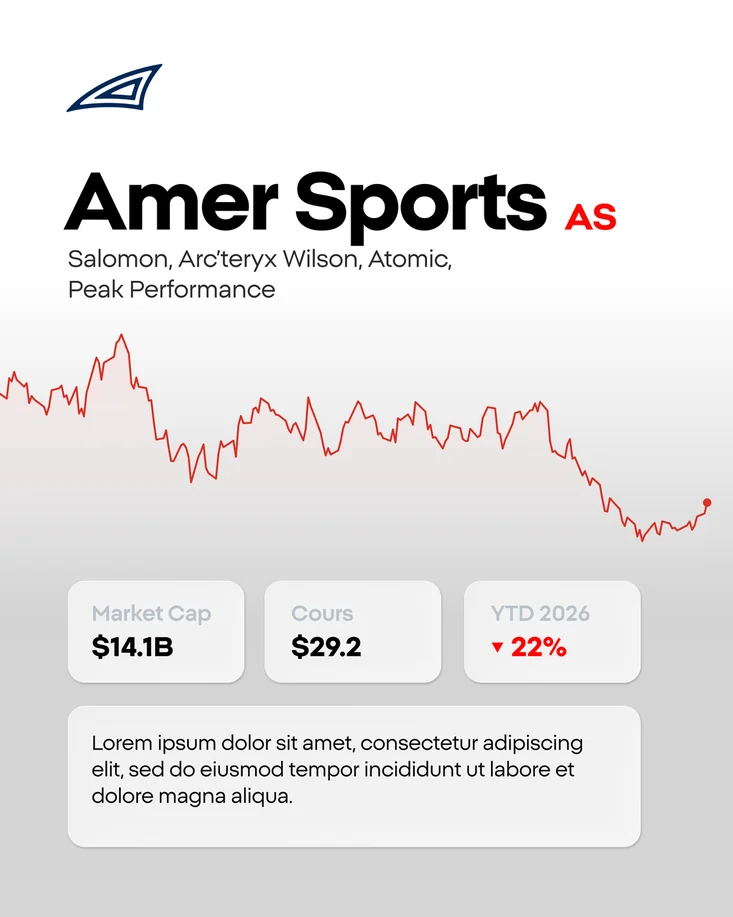 Amer Sports AS
Salomon, Arc'teryx Wilson, Atomic,
Peak Performance
Market Cap
$14.1B
Cours
$29.2
YTD 2026
▼ 22%
Lorem ipsum dolor sit amet, consectetur adipiscing
elit, sed do eiusmod tempor incididunt ut labore et
dolore magna aliqua.